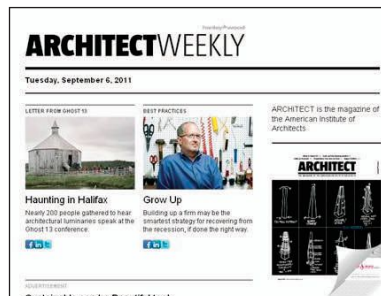 ARCHITECTWEEKLY
Tuesday, September 6, 2011
LETTER FROM GHOST 13
Haunting in Halifax
Nearly 200 people gathered to hear
architectural luminaries speak at the
Ghost 13 conference.
BEST PRACTICES
Grow Up
Building up a firm may be the
smartest strategy for recovering from
the recession, if done the right way.
ARCHITECT is the magazine of
the American Institute of
Architects
ARCHITECT
ADVERTISEMENT